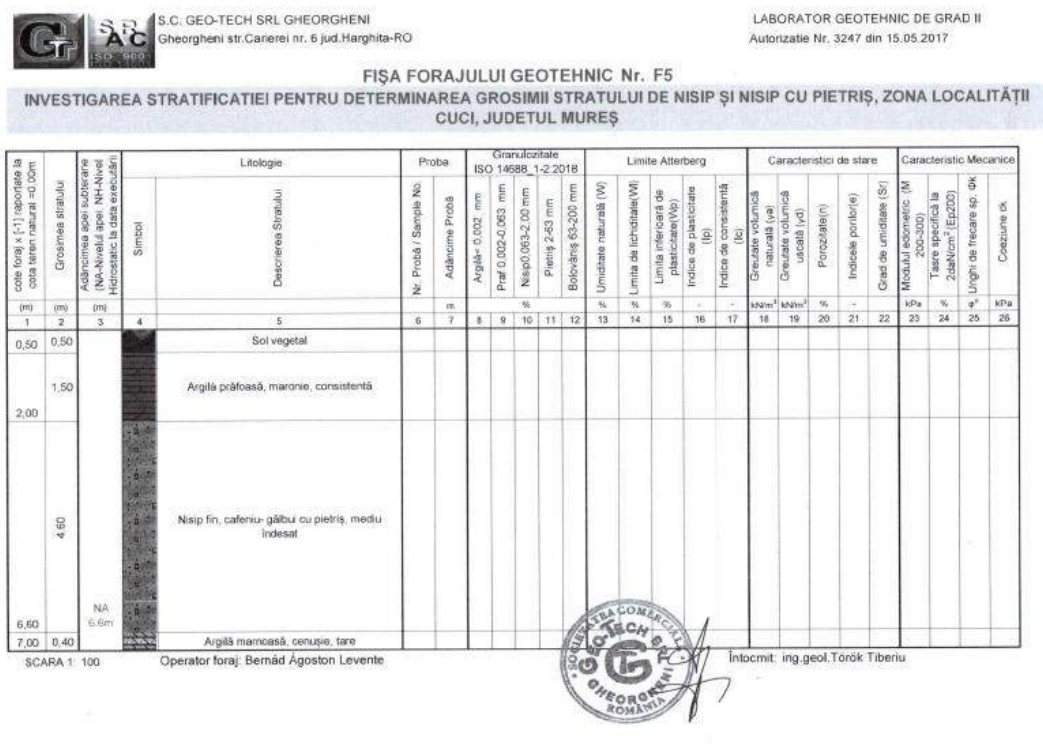 GT
SRAC
ISO 900
S.C. GEO-TECH SRL GHEORGHENI
Gheorgheni str.Carierei nr. 6 jud.Harghita-RO
LABORATOR GEOTEHNIC DE GRAD II
Autorizatie Nr. 3247 din 15.05.2017
FIŞA FORAJULUI GEOTEHNIC Nr. F5
INVESTIGAREA STRATIFICATIEI PENTRU DETERMINAREA GROSIMII STRATULUI DE NISIP ŞI NISIP CU PIETRIŞ, ZONA LOCALITĂŢII
CUCI, JUDETUL MUREŞ
cote foraj x [-1] raportate la
cota teren natural =0.00m
Grosimea stratului
Adâncimea apei subterane
(NA-Nivelul apei, NH-Nivel
Hidrostatic la data executării
Litologie
Simbol
Descrierea Stratului
Proba
Nr. Probă / Sample No.
Adâncime Probă
Granulozitate
ISO 14688_1-2:2018
Argilă< 0,002 mm
Praf 0.002-0.063 mm
Nisip0.063-2.00 mm
Pietriş 2-63 mm
Bolovăniş 63-200 mm
Limite Atterberg
Umiditate naturală (W)
Limita de lichiditate(Wl)
Limita inferioară de
plasticitate(Wp)
Indice de plasticitate
(Ip)
Indice de consistentă
(Ic)
Caracteristici de stare
Greutate volumică
naturală (γa)
Greutate volumică
uscată (γd)
Porozitate(n)
Indicele porilor(e)
Grad de umiditate (Sr)
Caracteristic Mecanice
Modulul edometric (M
200-300)
Tasre specifică la
2daN/cm² (Ep200)
Unghi de frecare sp. Φk
Coeziune ck
(m) (m) (m) m % % % % - - kN/m³ kN/m³ % - kPa % φ° kPa
1 2 3 4 5 6 7 8 9 10 11 12 13 14 15 16 17 18 19 20 21 22 23 24 25 26
0,50 0,50 Sol vegetal
1,50 Argilă prăfoasă, maronie, consistentă
2,00
4.60 Nisip fin, cafeniu- gălbui cu pietriş, mediu
îndesat
NA
6,60 6.6m
7,00 0,40 Argilă marnoasă, cenuşie, tare
SCARA 1: 100
Operator foraj: Bernád Ágoston Levente
SOCIETATEA COMERCIALĂ
GEO-TECH SRL
GT
GHEORGHENI
ROMÂNIA
Întocmit: ing.geol.Török Tiberiu